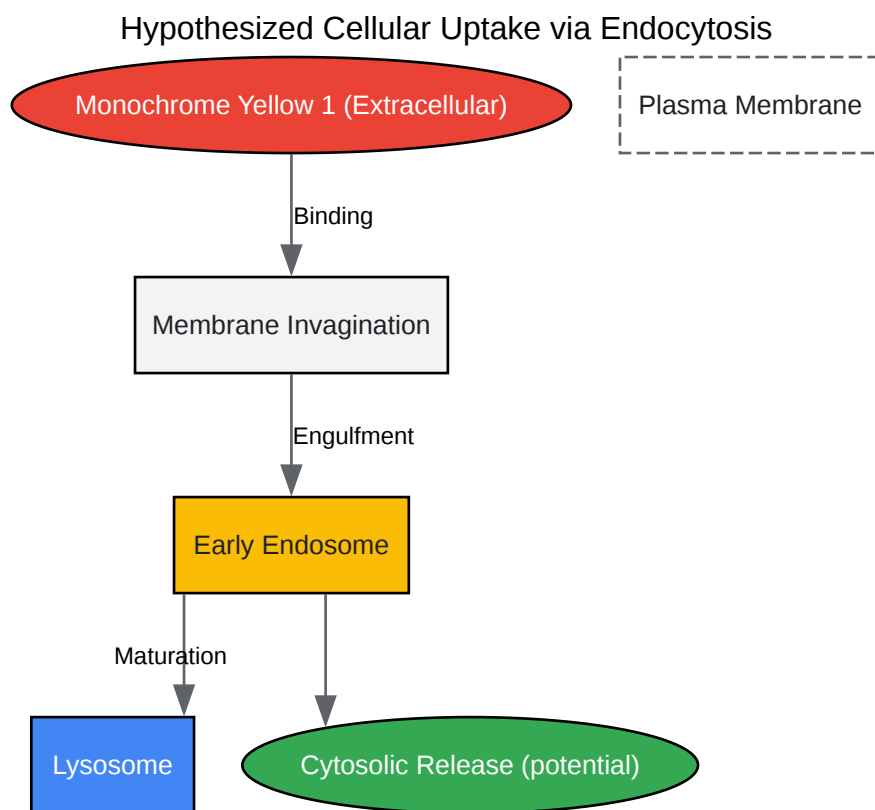 Hypothesized Cellular Uptake via Endocytosis
Monochrome Yellow 1 (Extracellular)
Plasma Membrane
Binding
Membrane Invagination
Engulfment
Early Endosome
Maturation
Lysosome
Cytosolic Release (potential)